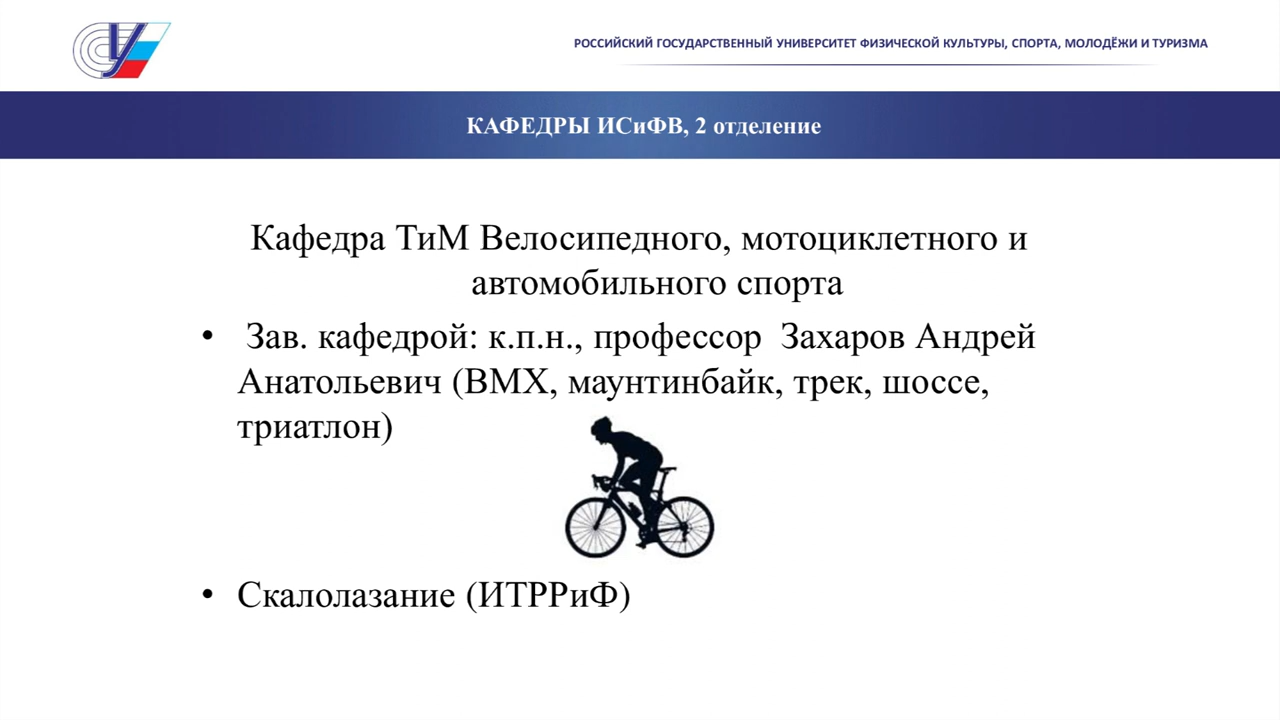 У
РОССИЙСКИЙ ГОСУДАРСТВЕННЫЙ УНИВЕРСИТЕТ ФИЗИЧЕСКОЙ КУЛЬТУРЫ, СПОРТА, МОЛОДЁЖИ И ТУРИЗМА
КАФЕДРЫ ИСиФВ, 2 отделение
Кафедра ТиМ Велосипедного, мотоциклетного и
автомобильного спорта
• Зав. кафедрой: к.п.н., профессор Захаров Андрей
Анатольевич (ВМХ, маунтинбайк, трек, шоссе,
триатлон)
• Скалолазание (ИТРРиФ)